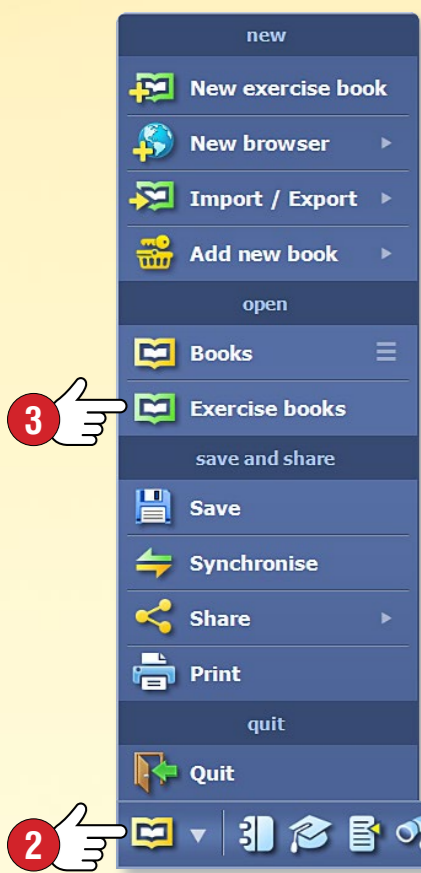 new
New exercise book
New browser
Import / Export
Add new book
open
Books
3
Exercise books
save and share
Save
Synchronise
Share
Print
quit
Quit
2